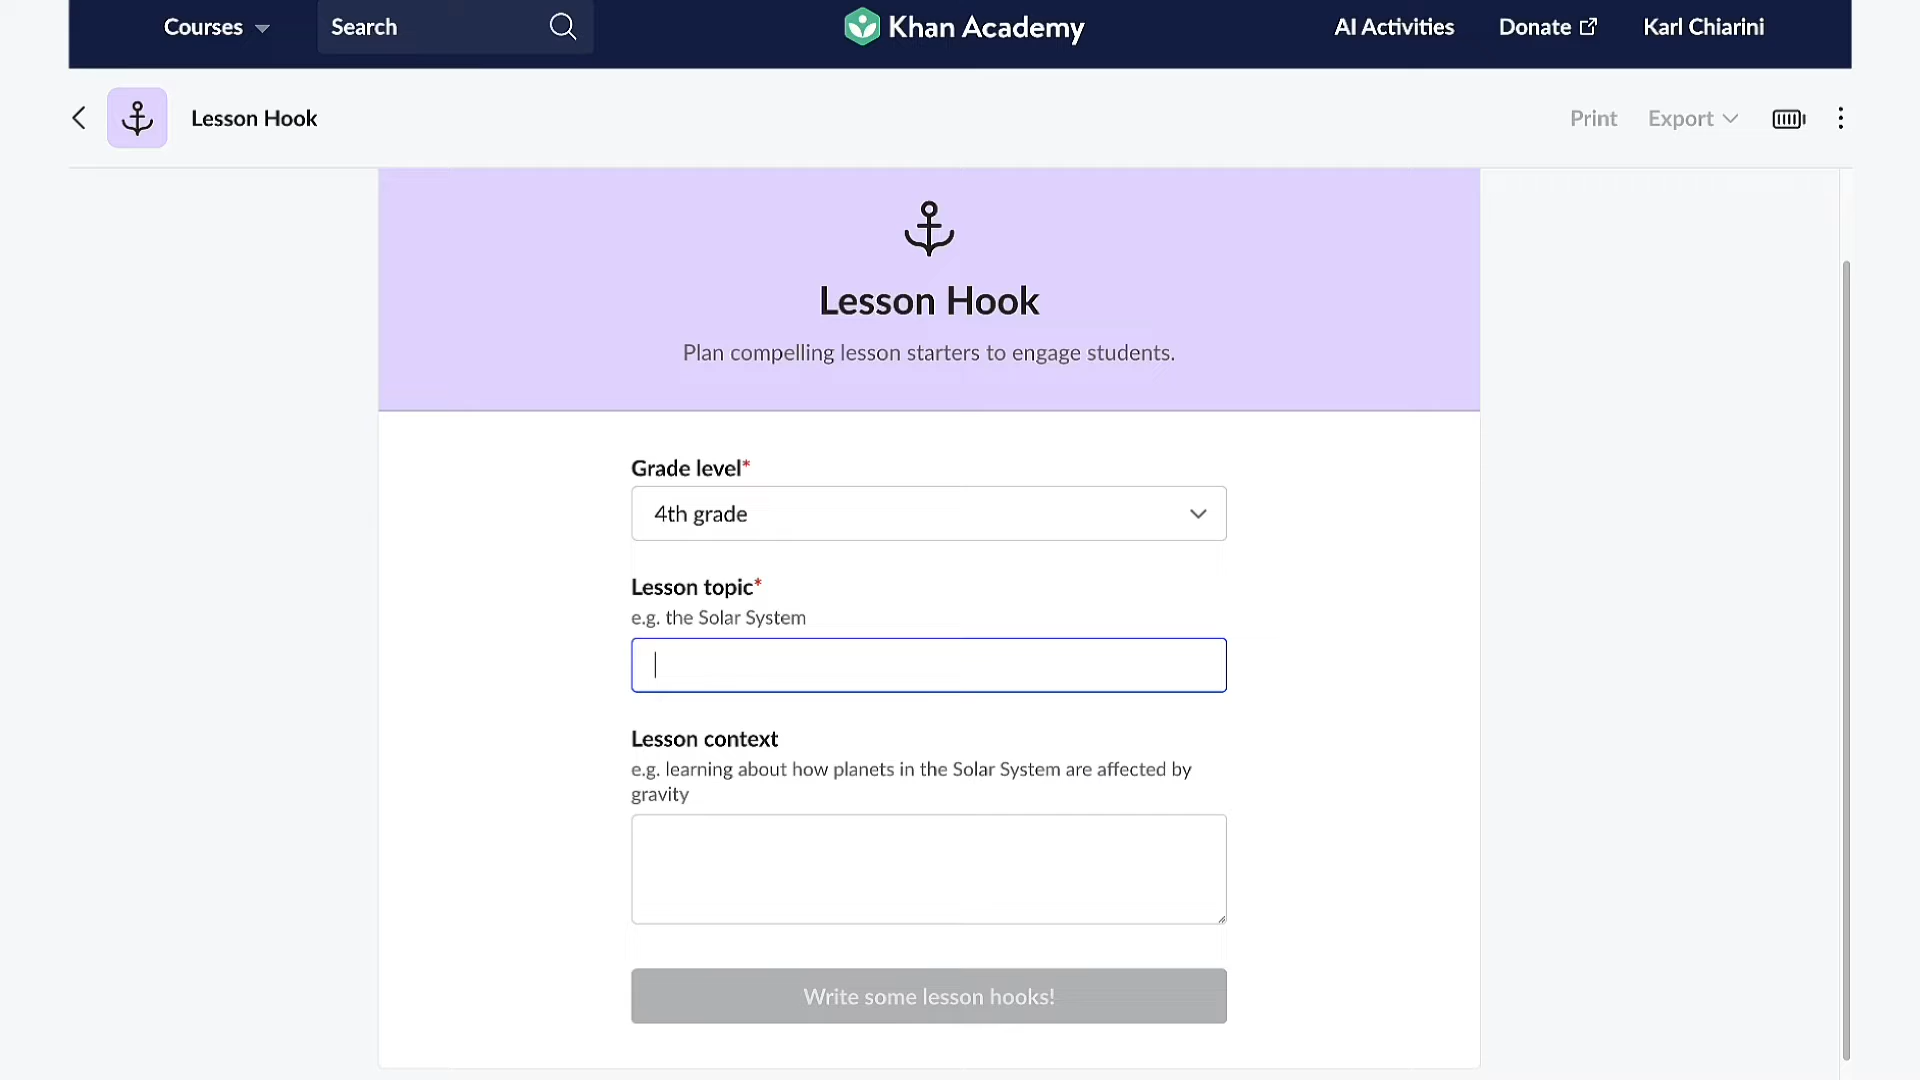 Courses
Search
Khan Academy
AI Activities
Donate
Karl Chiarini
Lesson Hook
Print
Export
Lesson Hook
Plan compelling lesson starters to engage students.
Grade level*
4th grade
Lesson topic*
e.g. the Solar System
Lesson context
e.g. learning about how planets in the Solar System are affected by
gravity
Write some lesson hooks!